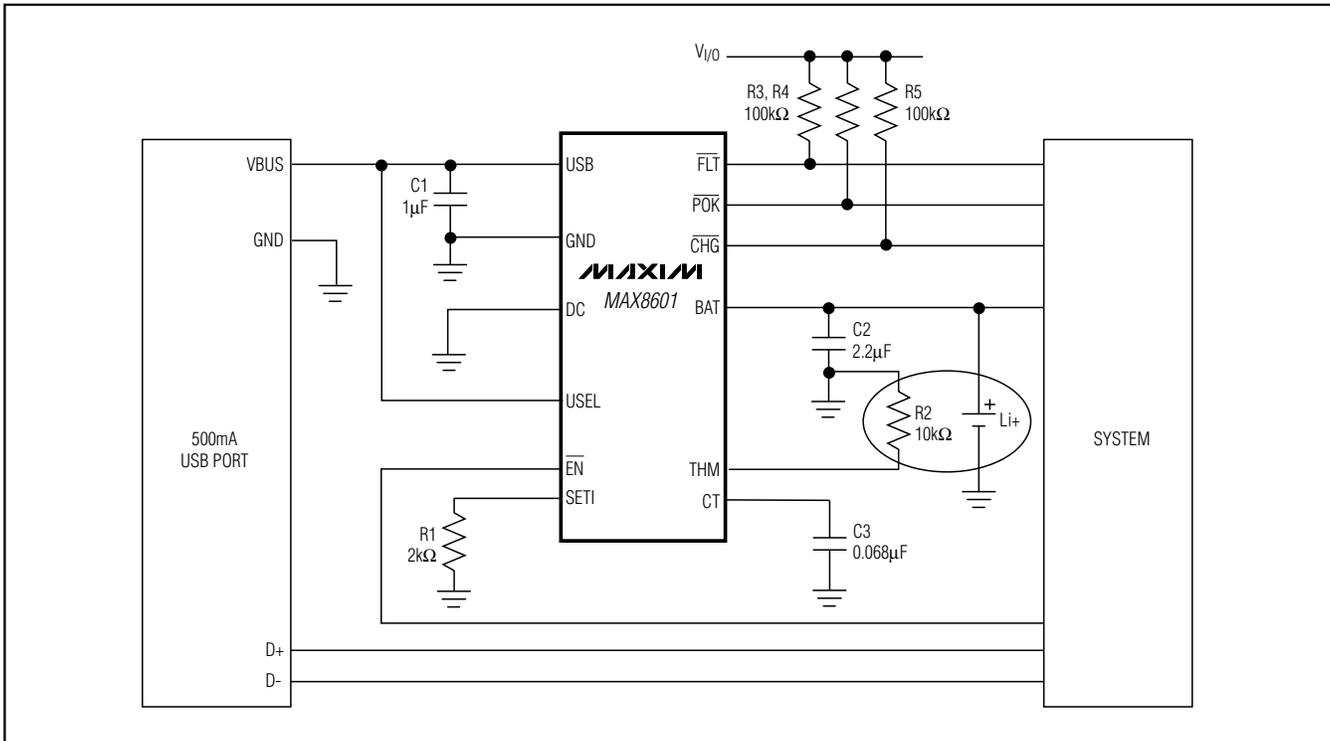 V I/O
R3, R4
100kΩ
R5
100kΩ
VBUS
C1
1µF
USB
FLT
POK
GND
GND
CHG
MAXIM
MAX8601
DC
BAT
C2
2.2µF
USEL
R2
10kΩ
+
Li+
500mA
USB PORT
SYSTEM
EN
THM
SETI
CT
R1
2kΩ
C3
0.068µF
D+
D-